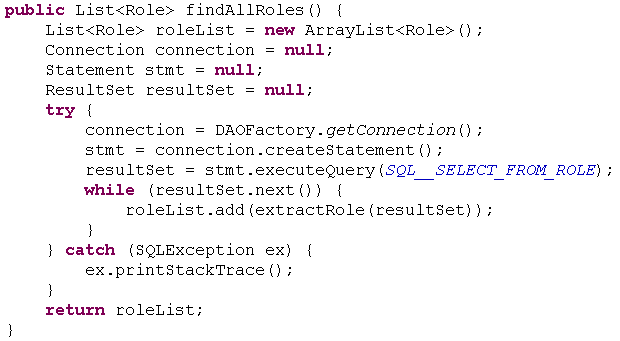 public List<Role> findAllRoles() {
    List<Role> roleList = new ArrayList<Role>();
    Connection connection = null;
    Statement stmt = null;
    ResultSet resultSet = null;
    try {
        connection = DAOFactory.getConnection();
        stmt = connection.createStatement();
        resultSet = stmt.executeQuery(SQL__SELECT_FROM_ROLE);
        while (resultSet.next()) {
            roleList.add(extractRole(resultSet));
        }
    } catch (SQLException ex) {
        ex.printStackTrace();
    }
    return roleList;
}